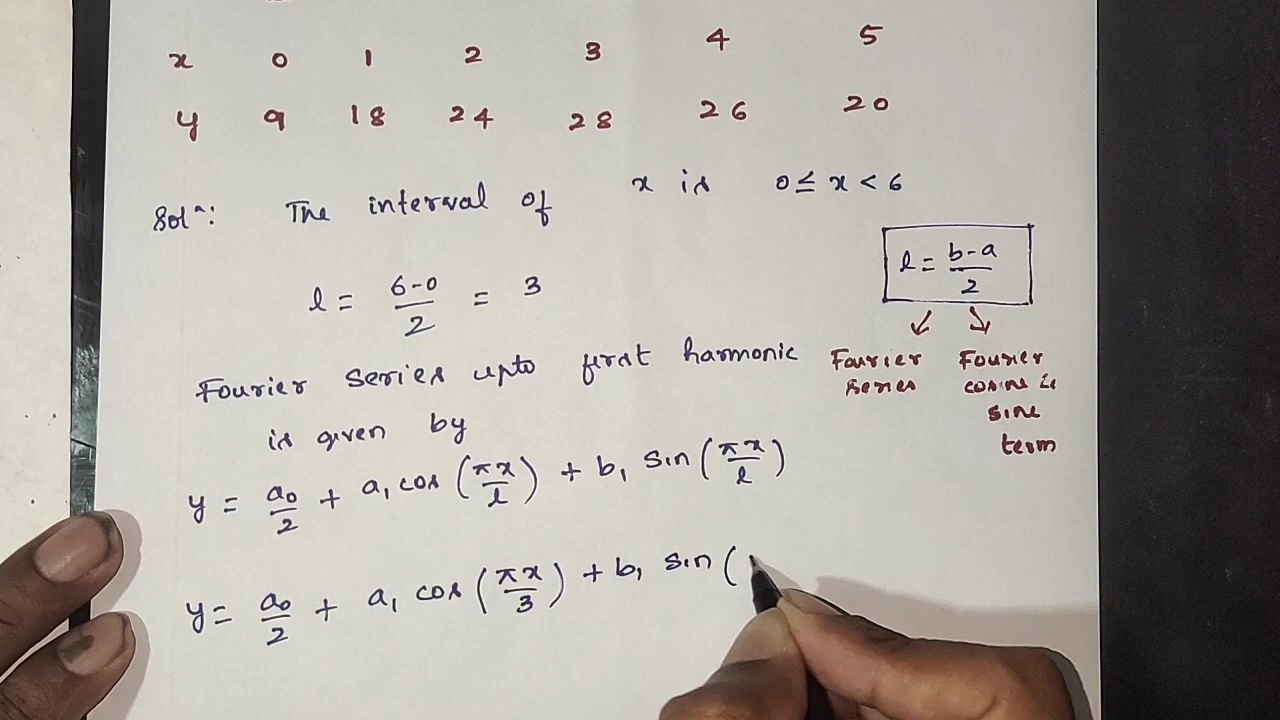 x 0 1 2 3 4 5
y 9 18 24 28 26 20
Solⁿ: The interval of x is 0 ≤ x < 6
l = (6-0)/2 = 3
l = (b-a)/2
Fourier series upto first harmonic
is given by
Fourier series
Fourier cosine & sine term
y = a₀/2 + a₁ cos (πx/l) + b₁ sin (πx/l)
y = a₀/2 + a₁ cos (πx/3) + b₁ sin (